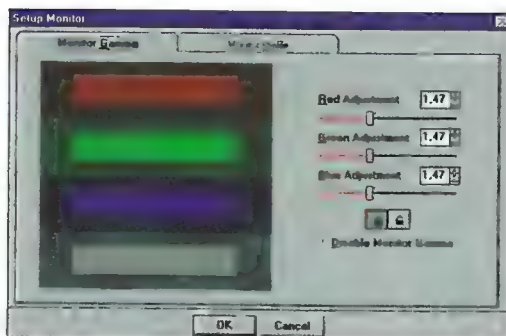 Setup Monitor
Monitor Gamma
Red Adjustment 1.47
Green Adjustment 1.47
Blue Adjustment 1.47
Disable Monitor Gamma
OK Cancel